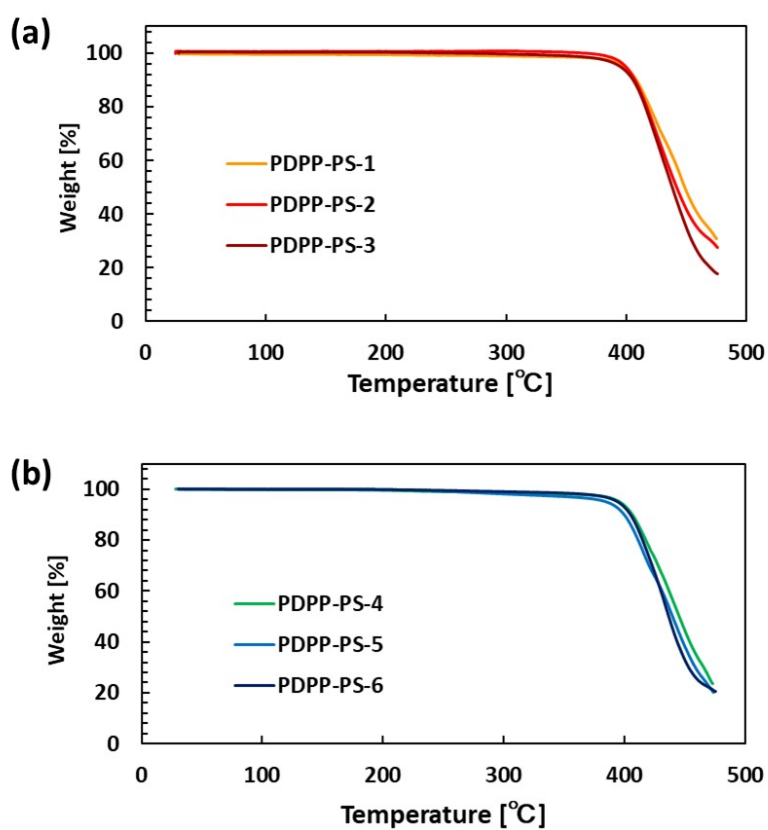 (a)
Weight [%]
100
80
60
40
20
0
PDPP-PS-1
PDPP-PS-2
PDPP-PS-3
0 100 200 300 400 500
Temperature [°C]
(b)
Weight [%]
100
80
60
40
20
0
PDPP-PS-4
PDPP-PS-5
PDPP-PS-6
0 100 200 300 400 500
Temperature [°C]